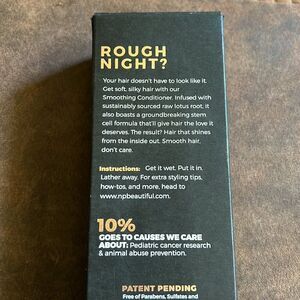 ROUGH
NIGHT?
Your hair doesn't have to look like it.
Get soft, silky hair with our
Smoothing Conditioner. Infused with
sustainably sourced raw lotus root, it
also boasts a groundbreaking stem
cell formula that'll give hair the love it
deserves. The result? Hair that shines
from the inside out. Smooth hair,
don't care.
Instructions: Get it wet. Put it in.
Lather away. For extra styling tips,
how-tos, and more, head to
www.npbeautiful.com.
10%
GOES TO CAUSES WE CARE
ABOUT: Pediatric cancer research
& animal abuse prevention.
PATENT PENDING
Free of Parabens, Sulfates and